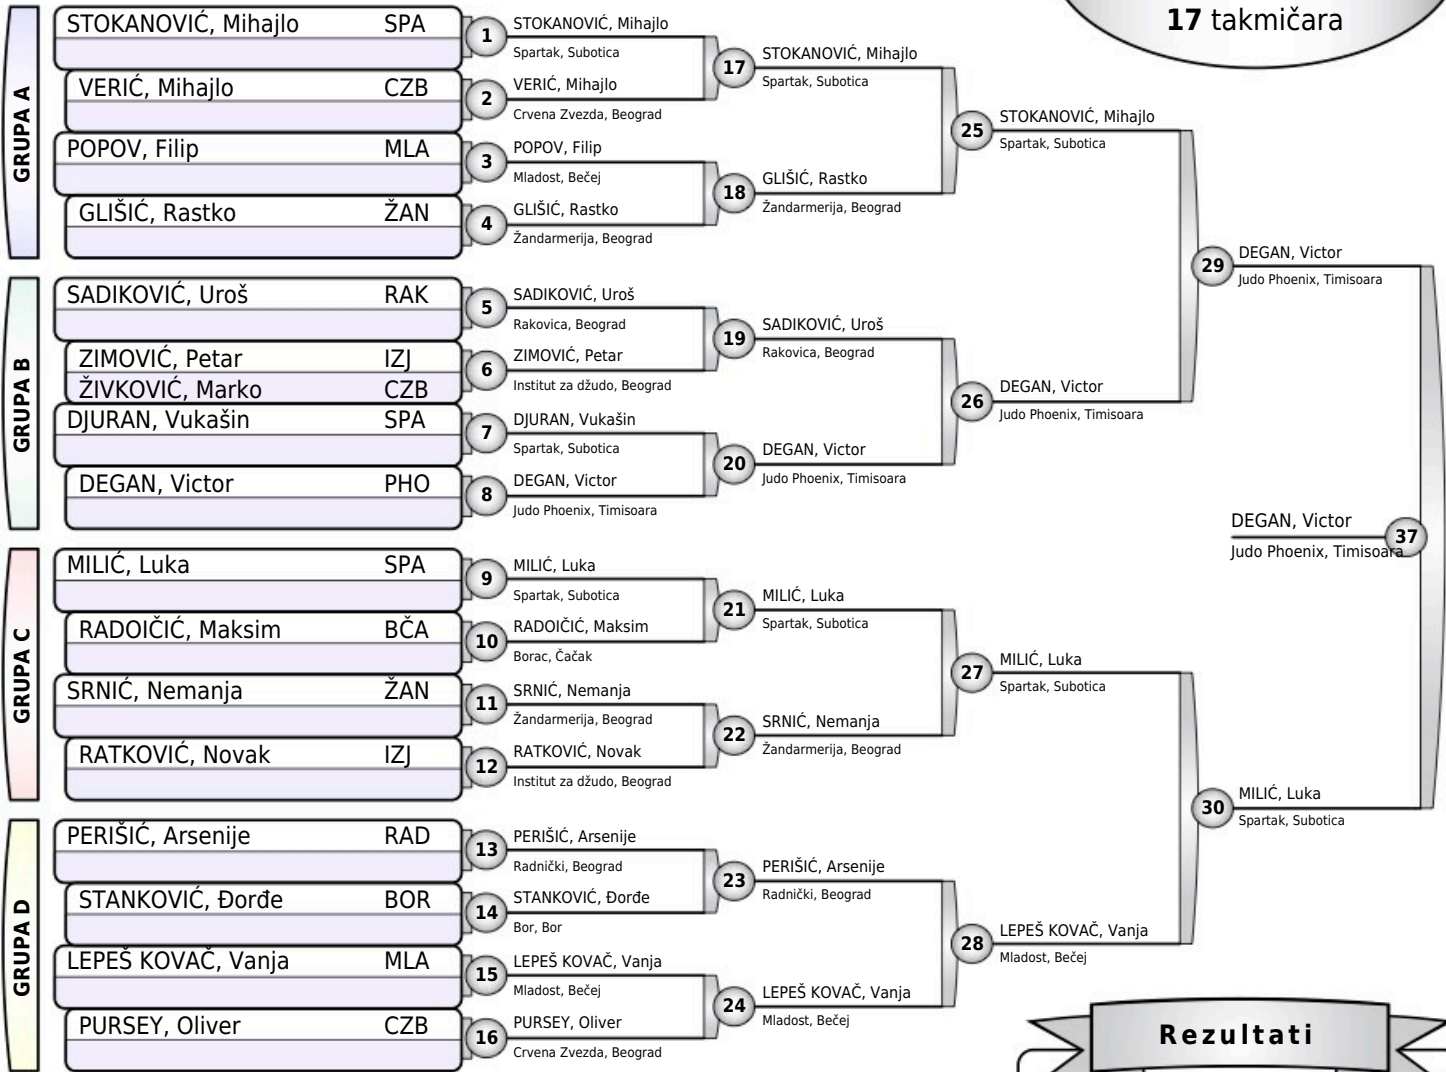 17 takmičara
GRUPA A
STOKANOVIĆ, Mihajlo SPA
VERIĆ, Mihajlo CZB
POPOV, Filip MLA
GLIŠIĆ, Rastko ŽAN
GRUPA B
SADIKOVIĆ, Uroš RAK
ZIMOVIĆ, Petar IZJ
ŽIVKOVIĆ, Marko CZB
DJURAN, Vukašin SPA
DEGAN, Victor PHO
GRUPA C
MILIĆ, Luka SPA
RADOIČIĆ, Maksim BČA
SRNIĆ, Nemanja ŽAN
RATKOVIĆ, Novak IZJ
GRUPA D
PERIŠIĆ, Arsenije RAD
STANKOVIĆ, Đorđe BOR
LEPEŠ KOVAČ, Vanja MLA
PURSEY, Oliver CZB
1 STOKANOVIĆ, Mihajlo
Spartak, Subotica
2 VERIĆ, Mihajlo
Crvena Zvezda, Beograd
3 POPOV, Filip
Mladost, Bečej
4 GLIŠIĆ, Rastko
Žandarmerija, Beograd
5 SADIKOVIĆ, Uroš
Rakovica, Beograd
6 ZIMOVIĆ, Petar
Institut za džudo, Beograd
7 DJURAN, Vukašin
Spartak, Subotica
8 DEGAN, Victor
Judo Phoenix, Timisoara
9 MILIĆ, Luka
Spartak, Subotica
10 RADOIČIĆ, Maksim
Borac, Čačak
11 SRNIĆ, Nemanja
Žandarmerija, Beograd
12 RATKOVIĆ, Novak
Institut za džudo, Beograd
13 PERIŠIĆ, Arsenije
Radnički, Beograd
14 STANKOVIĆ, Đorđe
Bor, Bor
15 LEPEŠ KOVAČ, Vanja
Mladost, Bečej
16 PURSEY, Oliver
Crvena Zvezda, Beograd
17 STOKANOVIĆ, Mihajlo
Spartak, Subotica
18 GLIŠIĆ, Rastko
Žandarmerija, Beograd
19 SADIKOVIĆ, Uroš
Rakovica, Beograd
20 DEGAN, Victor
Judo Phoenix, Timisoara
21 MILIĆ, Luka
Spartak, Subotica
22 SRNIĆ, Nemanja
Žandarmerija, Beograd
23 PERIŠIĆ, Arsenije
Radnički, Beograd
24 LEPEŠ KOVAČ, Vanja
Mladost, Bečej
25 STOKANOVIĆ, Mihajlo
Spartak, Subotica
26 DEGAN, Victor
Judo Phoenix, Timisoara
27 MILIĆ, Luka
Spartak, Subotica
28 LEPEŠ KOVAČ, Vanja
Mladost, Bečej
29 DEGAN, Victor
Judo Phoenix, Timisoara
30 MILIĆ, Luka
Spartak, Subotica
DEGAN, Victor 37
Judo Phoenix, Timisoara
Rezultati